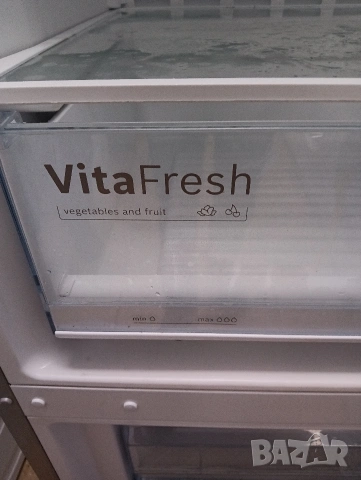 VitaFresh
vegetables and fruit
min max
BAZAR